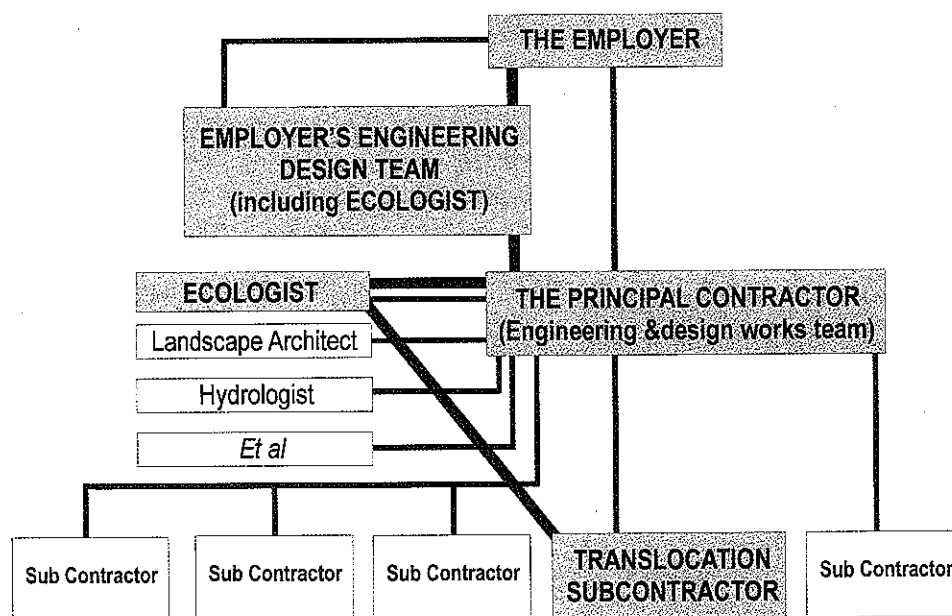 THE EMPLOYER
EMPLOYER'S ENGINEERING
DESIGN TEAM
(including ECOLOGIST)
ECOLOGIST
THE PRINCIPAL CONTRACTOR
(Engineering &design works team)
Landscape Architect
Hydrologist
Et al
Sub Contractor
Sub Contractor
Sub Contractor
TRANSLOCATION
SUBCONTRACTOR
Sub Contractor